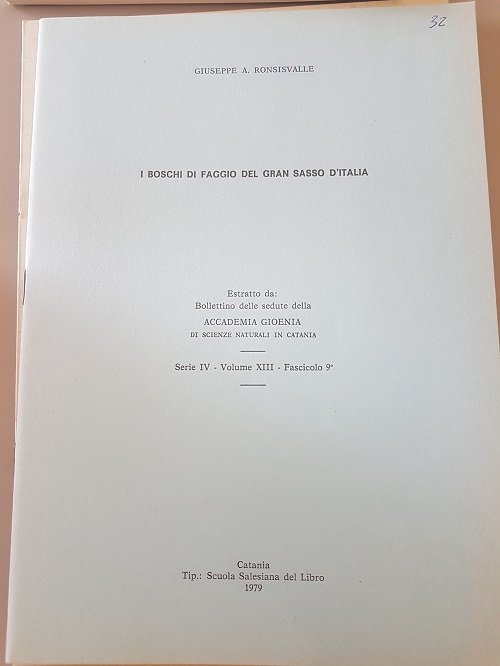 32
GIUSEPPE A. RONSISVALLE
I BOSCHI DI FAGGIO DEL GRAN SASSO D'ITALIA
Estratto da:
Bollettino delle sedute della
ACCADEMIA GIOENIA
DI SCIENZE NATURALI IN CATANIA
Serie IV - Volume XIII - Fascicolo 9°
Catania
Tip.: Scuola Salesiana del Libro
1979